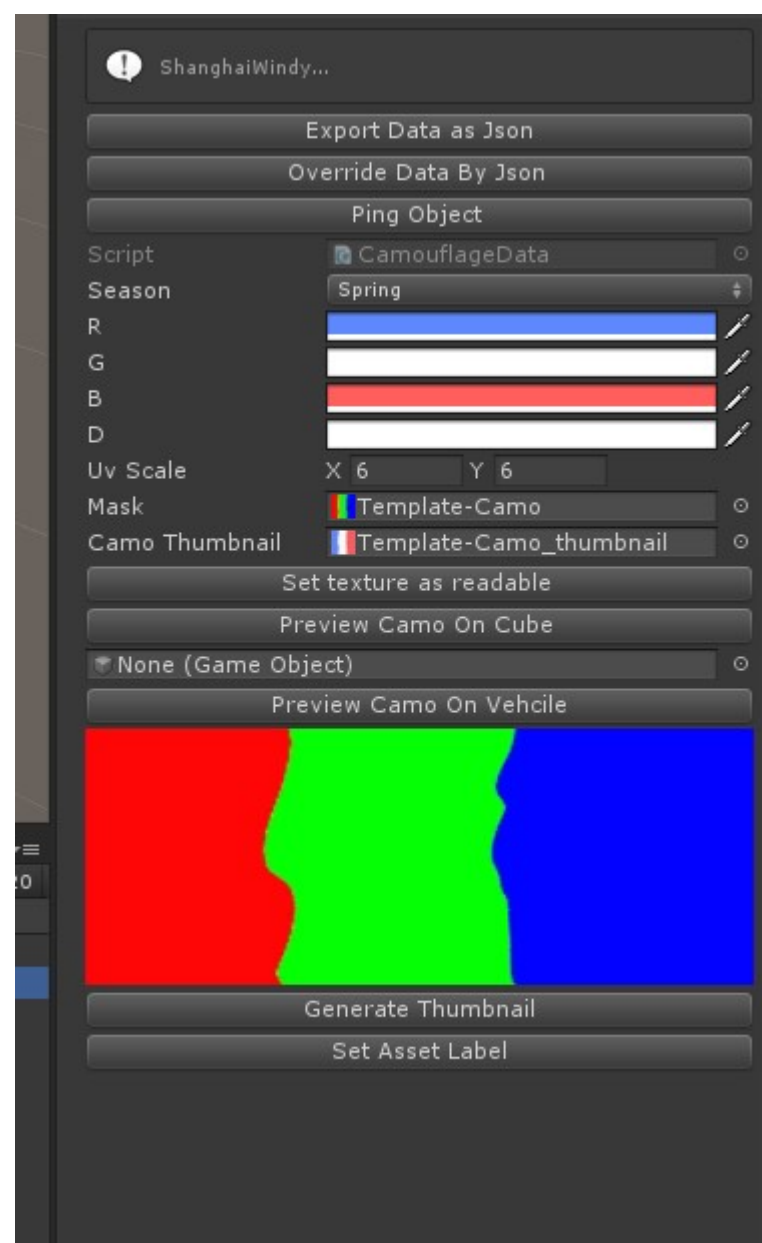 ShanghaiWindy...
Export Data as Json
Override Data By Json
Ping Object
Script CamouflageData
Season Spring
R
G
B
D
Uv Scale X 6 Y 6
Mask Template-Camo
Camo Thumbnail Template-Camo_thumbnail
Set texture as readable
Preview Camo On Cube
None (Game Object)
Preview Camo On Vehcile
Generate Thumbnail
Set Asset Label